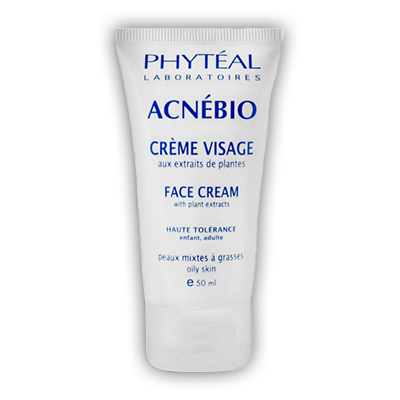 PHYTÉAL
LABORATOIRES
ACNÉBIO
CRÈME VISAGE
aux extraits de plantes
FACE CREAM
with plant extracts
HAUTE TOLÉRANCE
enfant, adulte
peaux mixtes à grasses
oily skin
e 50 ml